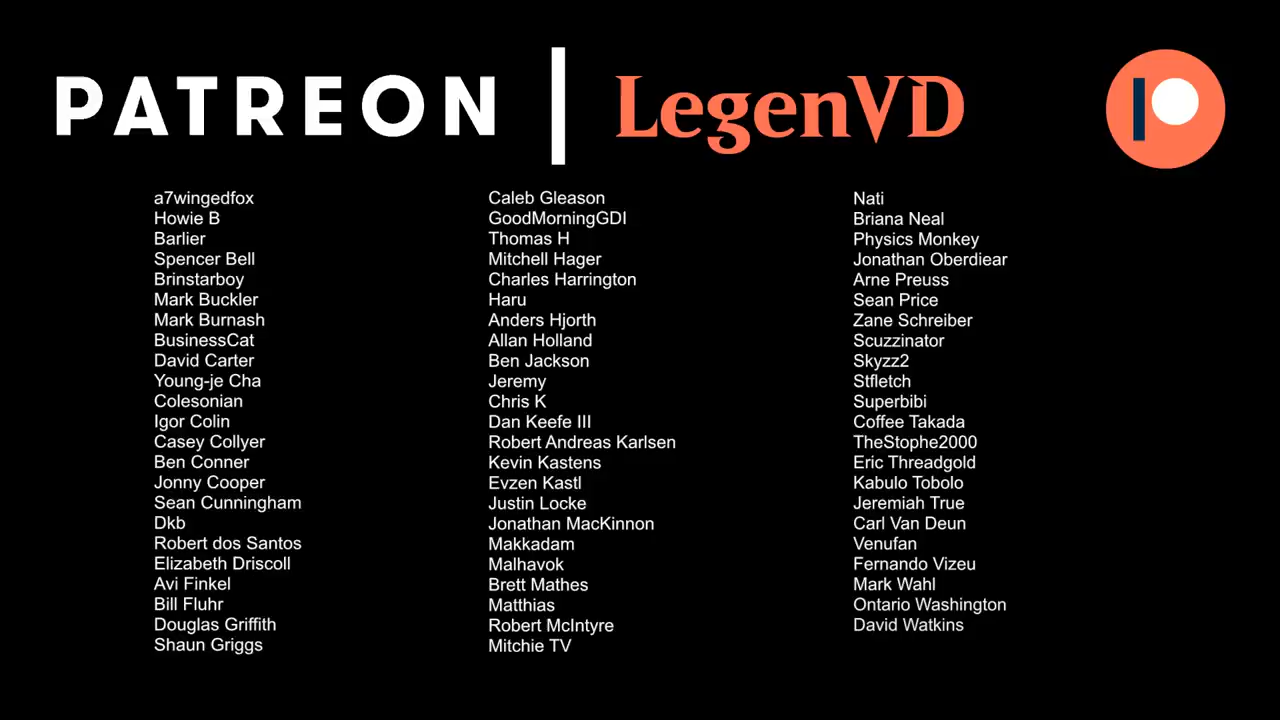 PATREON | LegenVD
a7wingedfox
Howie B
Barlier
Spencer Bell
Brinstarboy
Mark Buckler
Mark Burnash
BusinessCat
David Carter
Young-je Cha
Colesonian
Igor Colin
Casey Collyer
Ben Conner
Jonny Cooper
Sean Cunningham
Dkb
Robert dos Santos
Elizabeth Driscoll
Avi Finkel
Bill Fluhr
Douglas Griffith
Shaun Griggs
Caleb Gleason
GoodMorningGDI
Thomas H
Mitchell Hager
Charles Harrington
Haru
Anders Hjorth
Allan Holland
Ben Jackson
Jeremy
Chris K
Dan Keefe III
Robert Andreas Karlsen
Kevin Kastens
Evzen Kastl
Justin Locke
Jonathan MacKinnon
Makkadam
Malhavok
Brett Mathes
Matthias
Robert McIntyre
Mitchie TV
Nati
Briana Neal
Physics Monkey
Jonathan Oberdiear
Arne Preuss
Sean Price
Zane Schreiber
Scuzzinator
Skyzz2
Stfletch
Superbibi
Coffee Takada
TheStophe2000
Eric Threadgold
Kabulo Tobolo
Jeremiah True
Carl Van Deun
Venufan
Fernando Vizeu
Mark Wahl
Ontario Washington
David Watkins